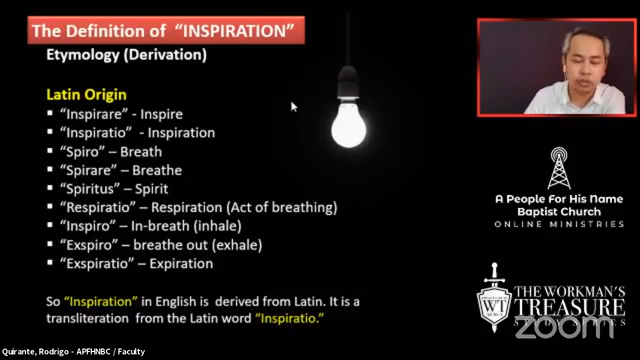 The Definition of “INSPIRATION”
Etymology (Derivation)
Latin Origin
▪ “Inspirare” - Inspire
▪ “Inspiratio” - Inspiration
▪ “Spiro” – Breath
▪ “Spirare” – Breathe
▪ “Spiritus” – Spirit
▪ “Respiratio” – Respiration (Act of breathing)
▪ “Inspiro” – In-breath (inhale)
▪ “Exspiro” – breathe out (exhale)
▪ “Exspiratio” – Expiration
So “Inspiration” in English is derived from Latin. It is a
transliteration from the Latin word “Inspiratio.”
A People For His Name
Baptist Church
ONLINE MINISTRIES
THE WORKMAN'S
TREASURE
WT
zoom
Quirante, Rodrigo - APFHNBC / Faculty